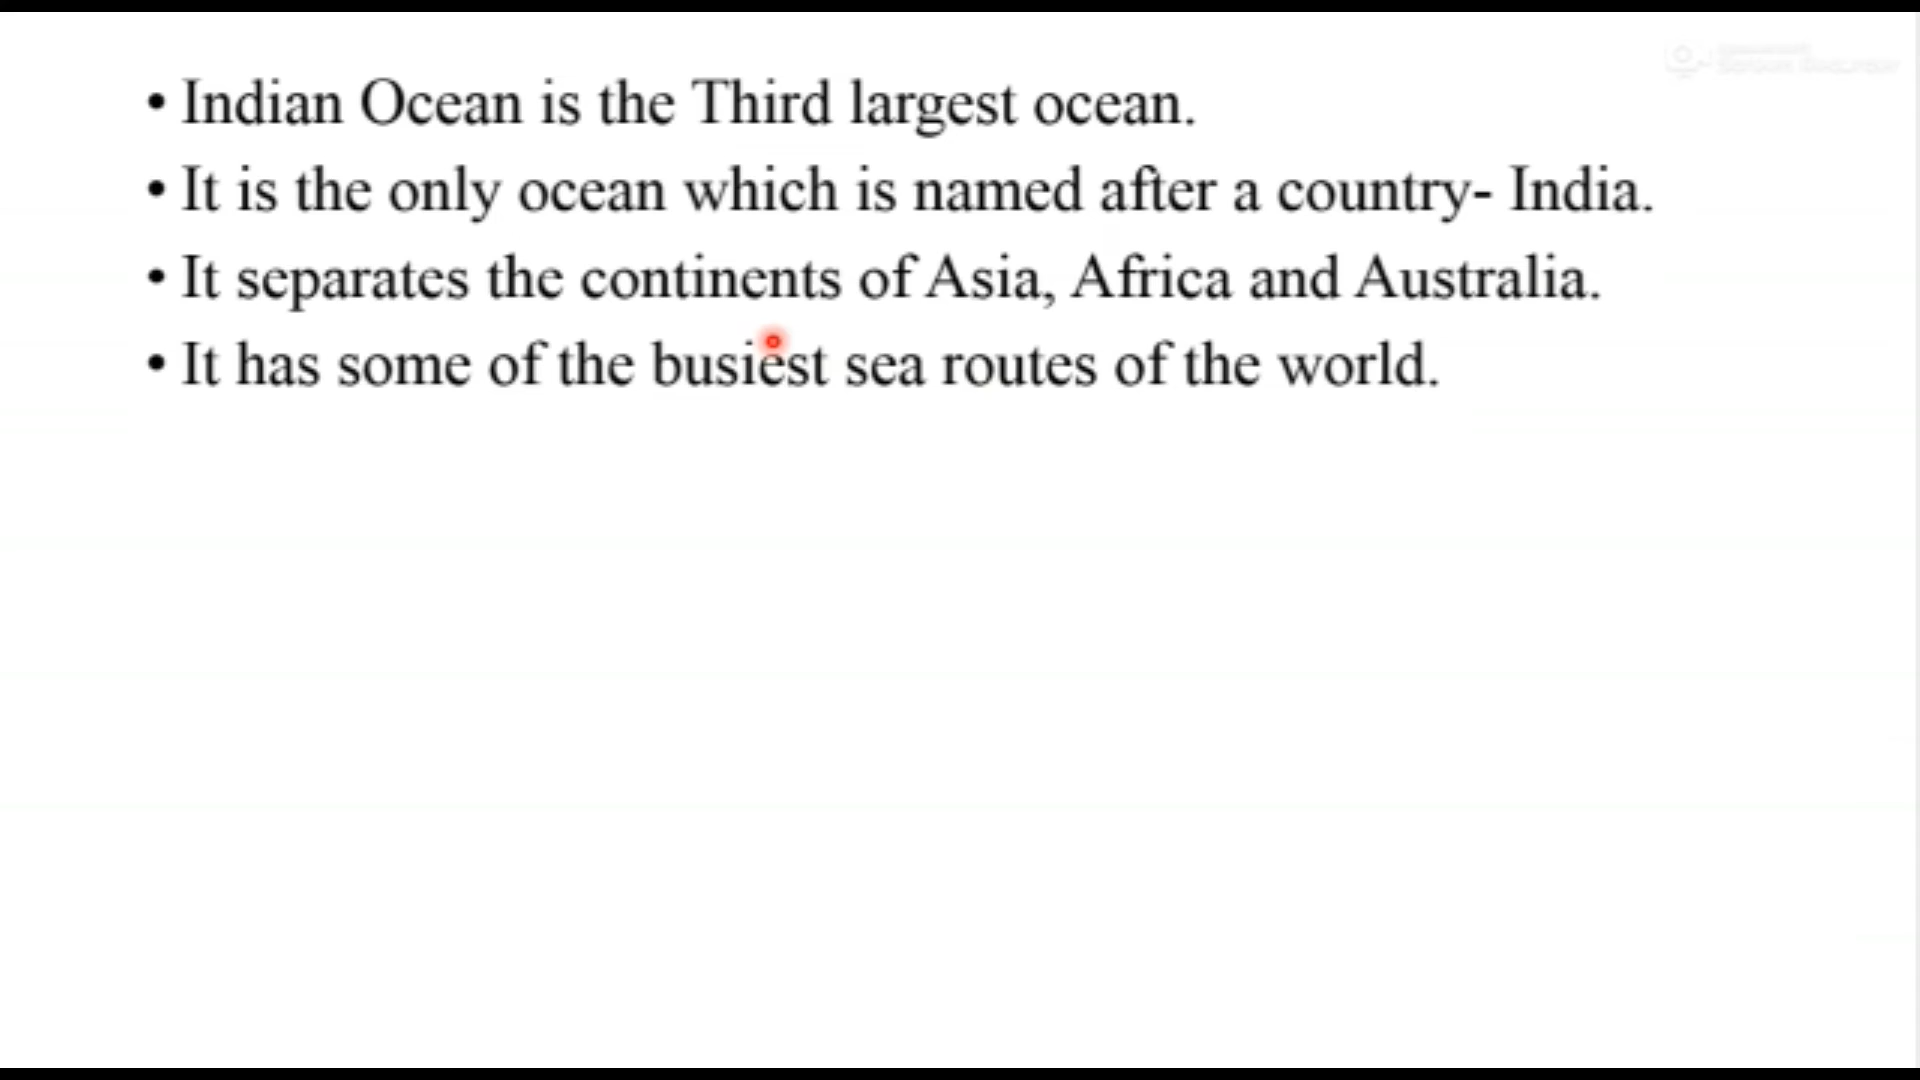 • Indian Ocean is the Third largest ocean.
• It is the only ocean which is named after a country- India.
• It separates the continents of Asia, Africa and Australia.
• It has some of the busiest sea routes of the world.